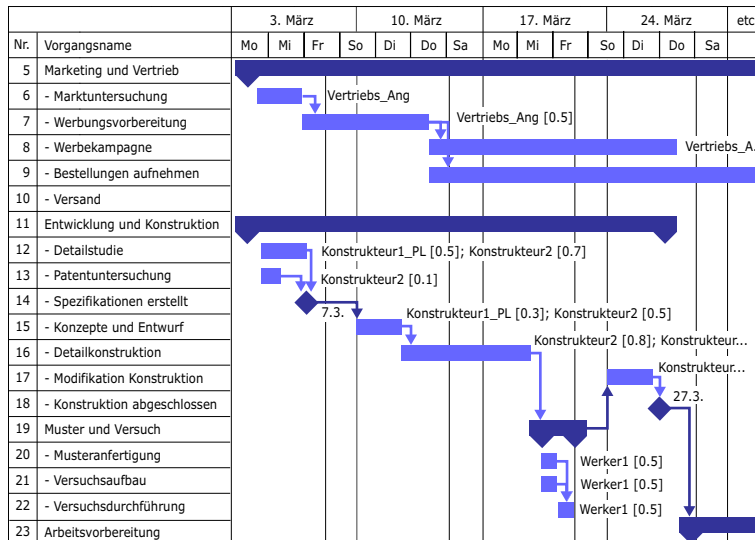 3. März 10. März 17. März 24. März etc
Nr. Vorgangsname Mo Mi Fr So Di Do Sa Mo Mi Fr So Di Do Sa
5 Marketing und Vertrieb
6 - Marktuntersuchung Vertriebs_Ang
7 - Werbungsvorbereitung Vertriebs_Ang [0.5]
8 - Werbekampagne Vertriebs_A.
9 - Bestellungen aufnehmen
10 - Versand
11 Entwicklung und Konstruktion
12 - Detailstudie Konstrukteur1_PL [0.5]; Konstrukteur2 [0.7]
13 - Patentuntersuchung Konstrukteur2 [0.1]
14 - Spezifikationen erstellt 7.3.
15 - Konzepte und Entwurf Konstrukteur1_PL [0.3]; Konstrukteur2 [0.5]
16 - Detailkonstruktion Konstrukteur2 [0.8]; Konstrukteur...
17 - Modifikation Konstruktion Konstrukteur...
18 - Konstruktion abgeschlossen 27.3.
19 Muster und Versuch
20 - Musteranfertigung Werker1 [0.5]
21 - Versuchsaufbau Werker1 [0.5]
22 - Versuchsdurchführung Werker1 [0.5]
23 Arbeitsvorbereitung